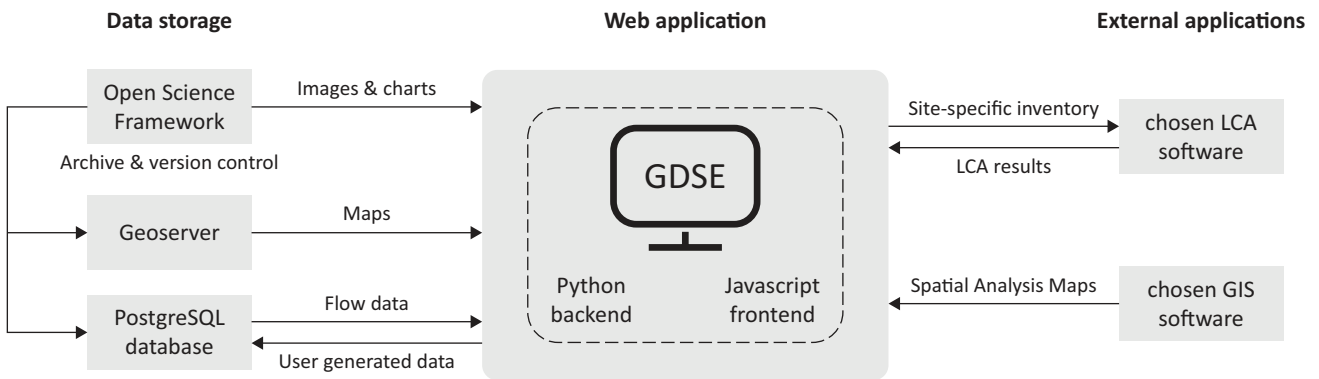 Data storage
Web application
External applications
Open Science
Framework
Archive & version control
Images & charts
Geoserver
Maps
PostgreSQL
database
Flow data
User generated data
GDSE
Python
backend
Javascript
frontend
Site-specific inventory
LCA results
chosen LCA
software
Spatial Analysis Maps
chosen GIS
software